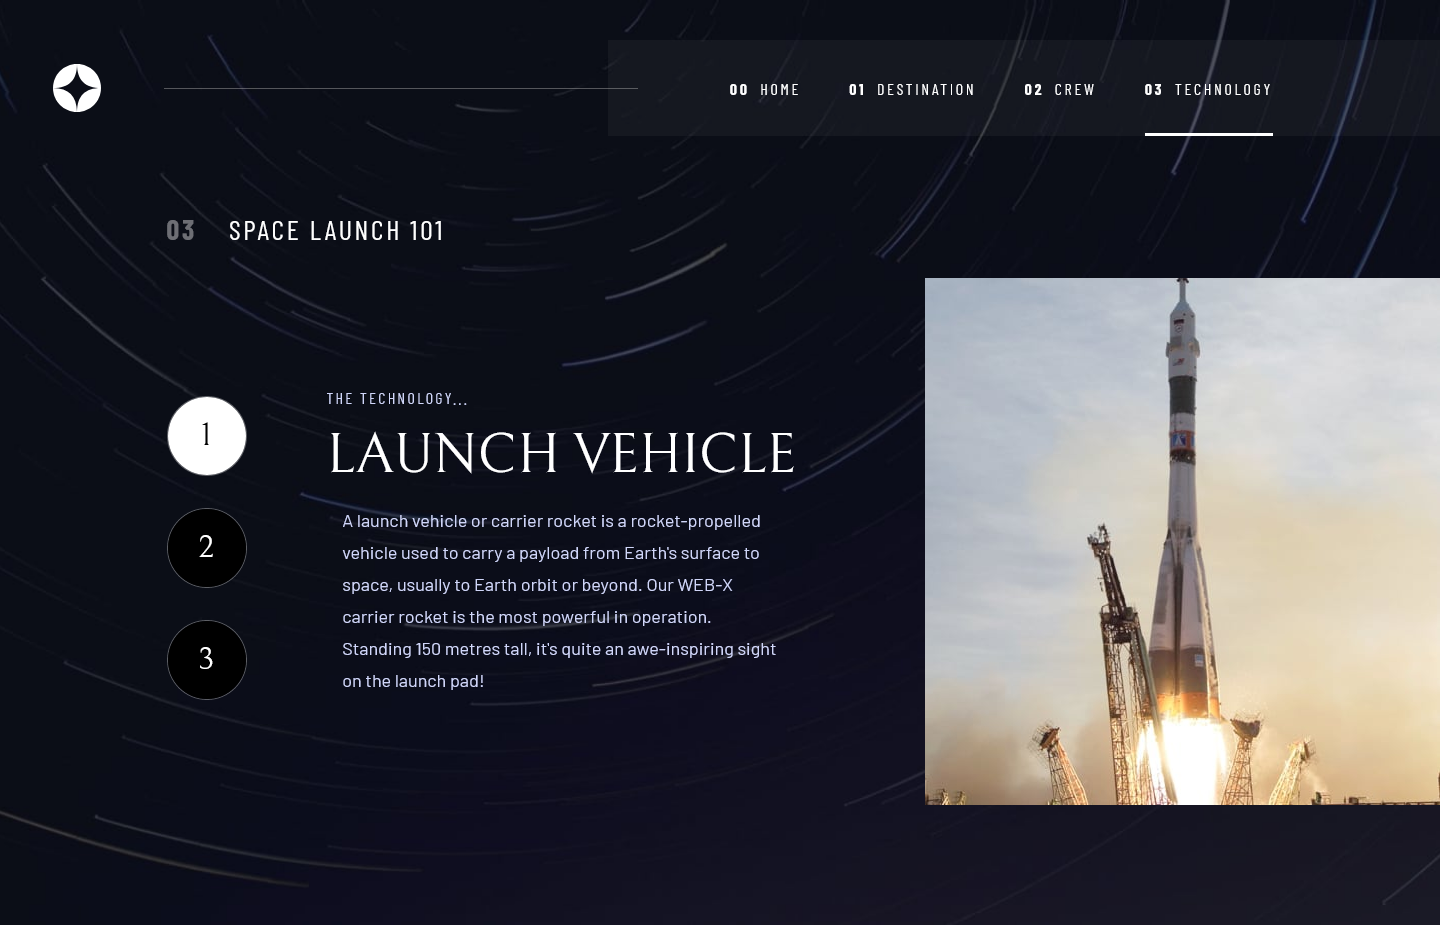 00 HOME 01 DESTINATION 02 CREW 03 TECHNOLOGY
03 SPACE LAUNCH 101
THE TECHNOLOGY...
1
LAUNCH VEHICLE
A launch vehicle or carrier rocket is a rocket-propelled
2
vehicle used to carry a payload from Earth's surface to
space, usually to Earth orbit or beyond. Our WEB-X
carrier rocket is the most powerful in operation.
3
Standing 150 metres tall, it's quite an awe-inspiring sight
on the launch pad!